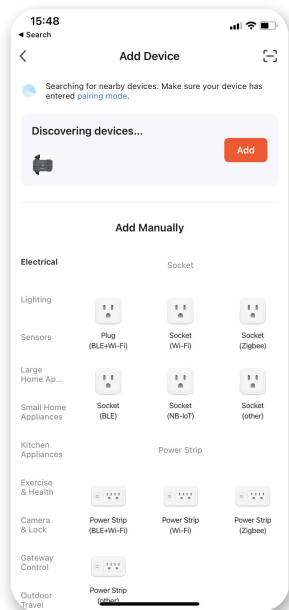 15:48
◀ Search
Add Device
Searching for nearby devices. Make sure your device has
entered pairing mode.
Discovering devices...
Add
Add Manually
Electrical
Socket
Lighting
Plug
(BLE+Wi-Fi)
Socket
(Wi-Fi)
Socket
(Zigbee)
Sensors
Large
Home Ap...
Small Home
Appliances
Socket
(BLE)
Socket
(NB-IoT)
Socket
(other)
Kitchen
Appliances
Power Strip
Exercise
& Health
Camera
& Lock
Power Strip
(BLE+Wi-Fi)
Power Strip
(Wi-Fi)
Power Strip
(Zigbee)
Gateway
Control
Outdoor
Travel
Power Strip
(other)